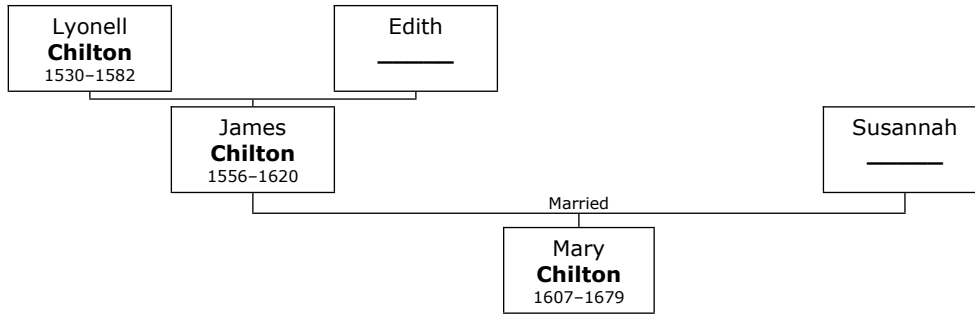 Lyonell
Chilton
1530–1582
Edith
James
Chilton
1556–1620
Susannah
Married
Mary
Chilton
1607–1679